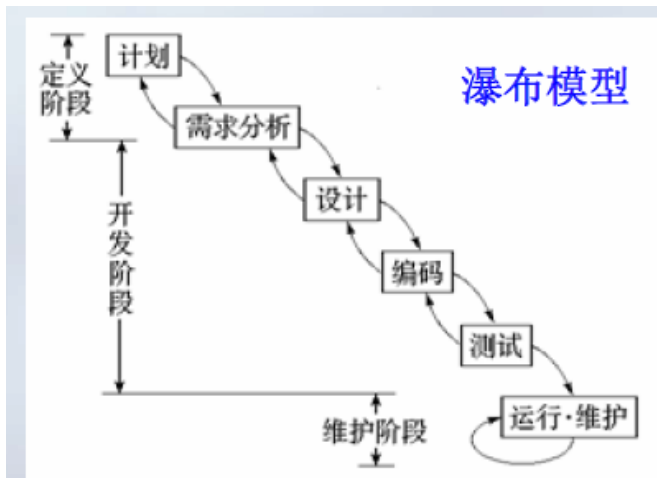 瀑布模型
计划
定义
阶段
需求分析
设计
开
发
阶
段
编码
测试
运行·维护
维护阶段